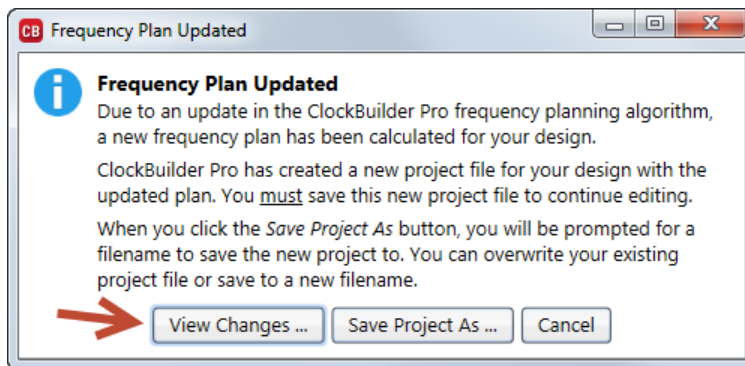 CB Frequency Plan Updated
Frequency Plan Updated
Due to an update in the ClockBuilder Pro frequency planning algorithm,
a new frequency plan has been calculated for your design.
ClockBuilder Pro has created a new project file for your design with the
updated plan. You must save this new project file to continue editing.
When you click the Save Project As button, you will be prompted for a
filename to save the new project to. You can overwrite your existing
project file or save to a new filename.
View Changes ... Save Project As ... Cancel